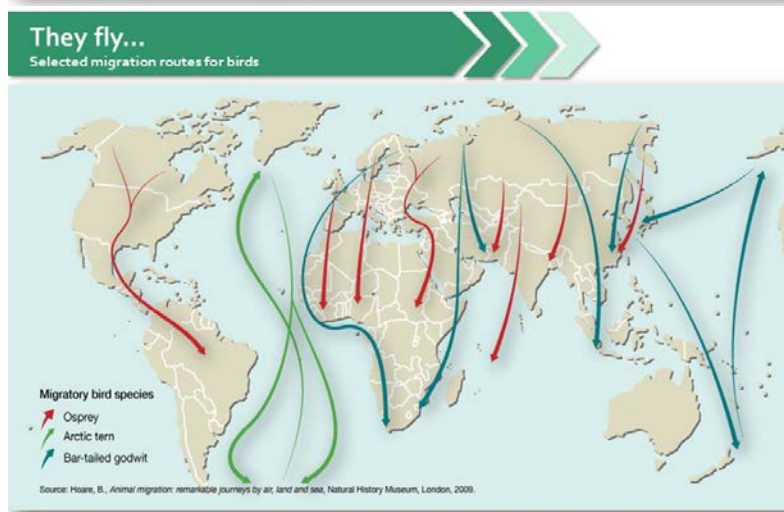 They fly...
Selected migration routes for birds
Migratory bird species
Osprey
Arctic tern
Bar-tailed godwit
Source: Hoare, B., Animal migration: remarkable journeys by air, land and sea, Natural History Museum, London, 2009.